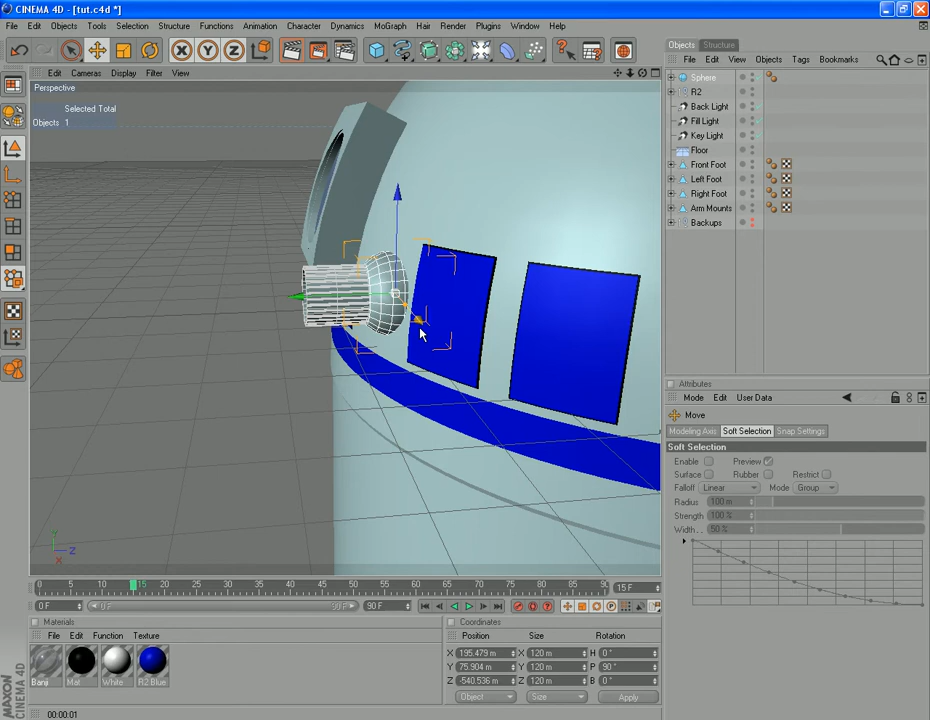 CINEMA 4D - [tut.c4d *]
File Edit Objects Tools Selection Structure Functions Animation Character Dynamics MoGraph Hair Render Plugins Window Help
Edit Cameras Display Filter View
Perspective
Selected Total
Objects 1
Y
Z
X
Objects Structure
File Edit View Objects Tags Bookmarks
Sphere
R2
Back Light
Fill Light
Key Light
Floor
Front Foot
Left Foot
Right Foot
Arm Mounts
Backups
Attributes
Mode Edit User Data
Move
Modeling Axis Soft Selection Snap Settings
Soft Selection
Enable Preview
Surface Rubber Restrict
Falloff Linear Mode Group
Radius 100 m
Strength 100 %
Width . . 50 %
0 5 10 15 20 25 30 35 40 45 50 55 60 65 70 75 80 85 90 15 F
0 F 0 F 90 F 90 F
Materials
File Edit Function Texture
Banji Mat White R2 Blue
Coordinates
Position Size Rotation
X 195.479 m X 120 m H 0 °
Y 75.904 m Y 120 m P 90 °
Z -540.536 m Z 120 m B 0 °
Object Size Apply
MAXON CINEMA 4D
00:00:01